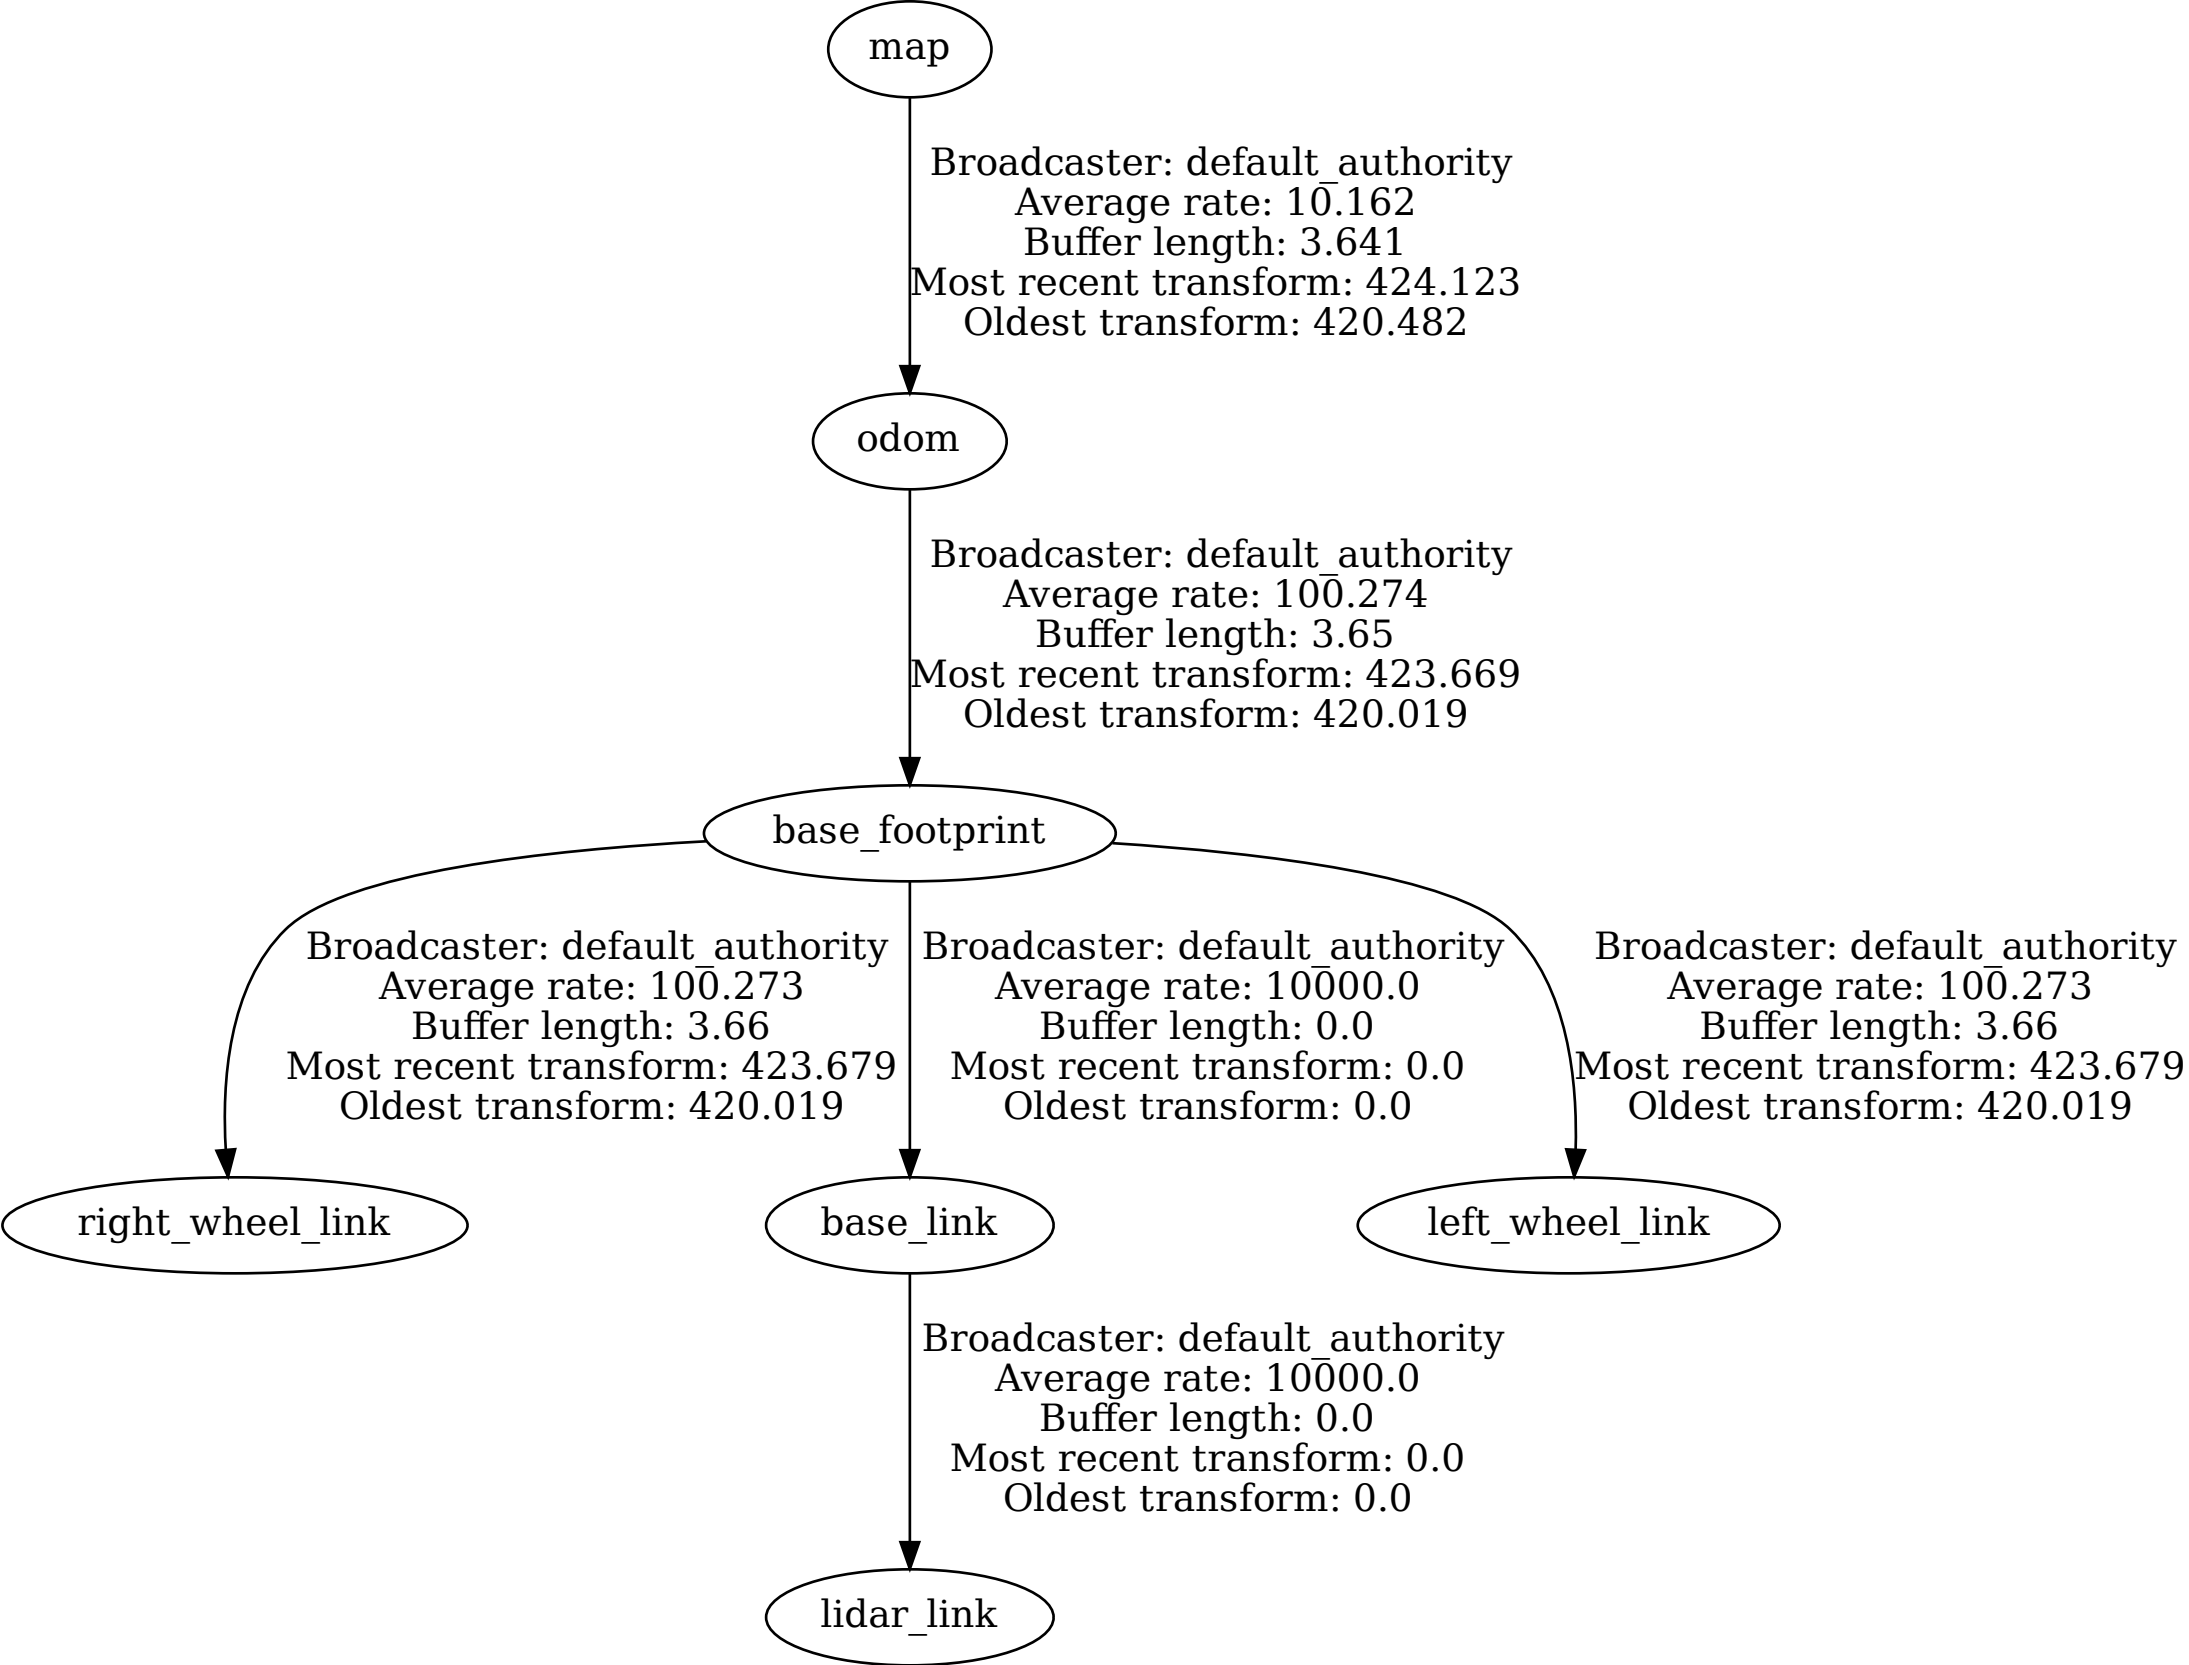 map
Broadcaster: default_authority
Average rate: 10.162
Buffer length: 3.641
Most recent transform: 424.123
Oldest transform: 420.482
odom
Broadcaster: default_authority
Average rate: 100.274
Buffer length: 3.65
Most recent transform: 423.669
Oldest transform: 420.019
base_footprint
Broadcaster: default_authority
Average rate: 100.273
Buffer length: 3.66
Most recent transform: 423.679
Oldest transform: 420.019
Broadcaster: default_authority
Average rate: 10000.0
Buffer length: 0.0
Most recent transform: 0.0
Oldest transform: 0.0
Broadcaster: default_authority
Average rate: 100.273
Buffer length: 3.66
Most recent transform: 423.679
Oldest transform: 420.019
right_wheel_link
base_link
left_wheel_link
Broadcaster: default_authority
Average rate: 10000.0
Buffer length: 0.0
Most recent transform: 0.0
Oldest transform: 0.0
lidar_link